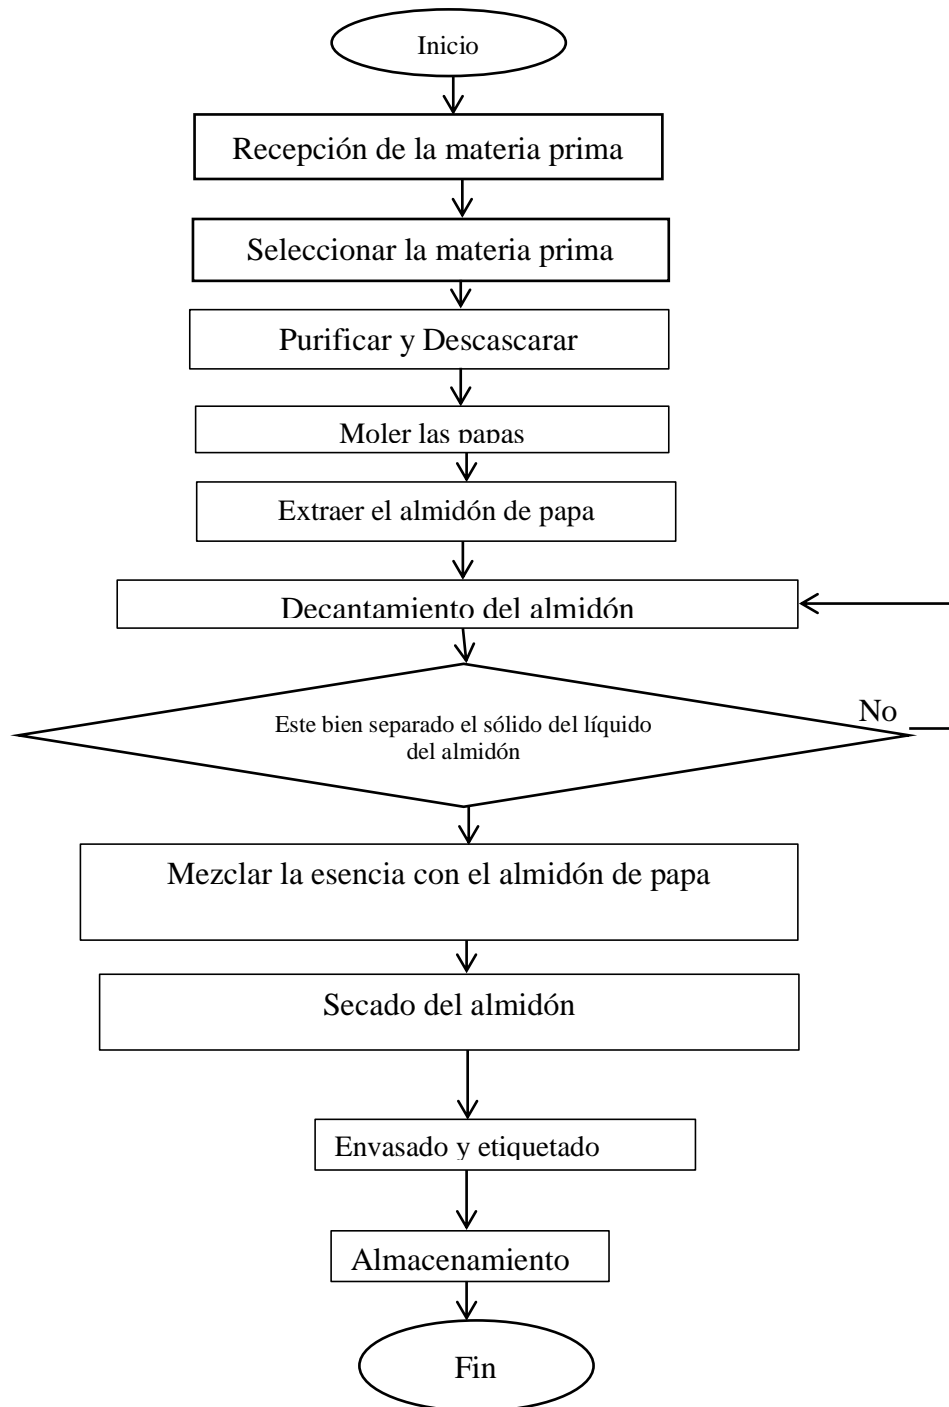 Inicio
Recepción de la materia prima
Seleccionar la materia prima
Purificar y Descascarar
Moler las papas
Extraer el almidón de papa
Decantamiento del almidón
Este bien separado el sólido del líquido
del almidón
No
Mezclar la esencia con el almidón de papa
Secado del almidón
Envasado y etiquetado
Almacenamiento
Fin